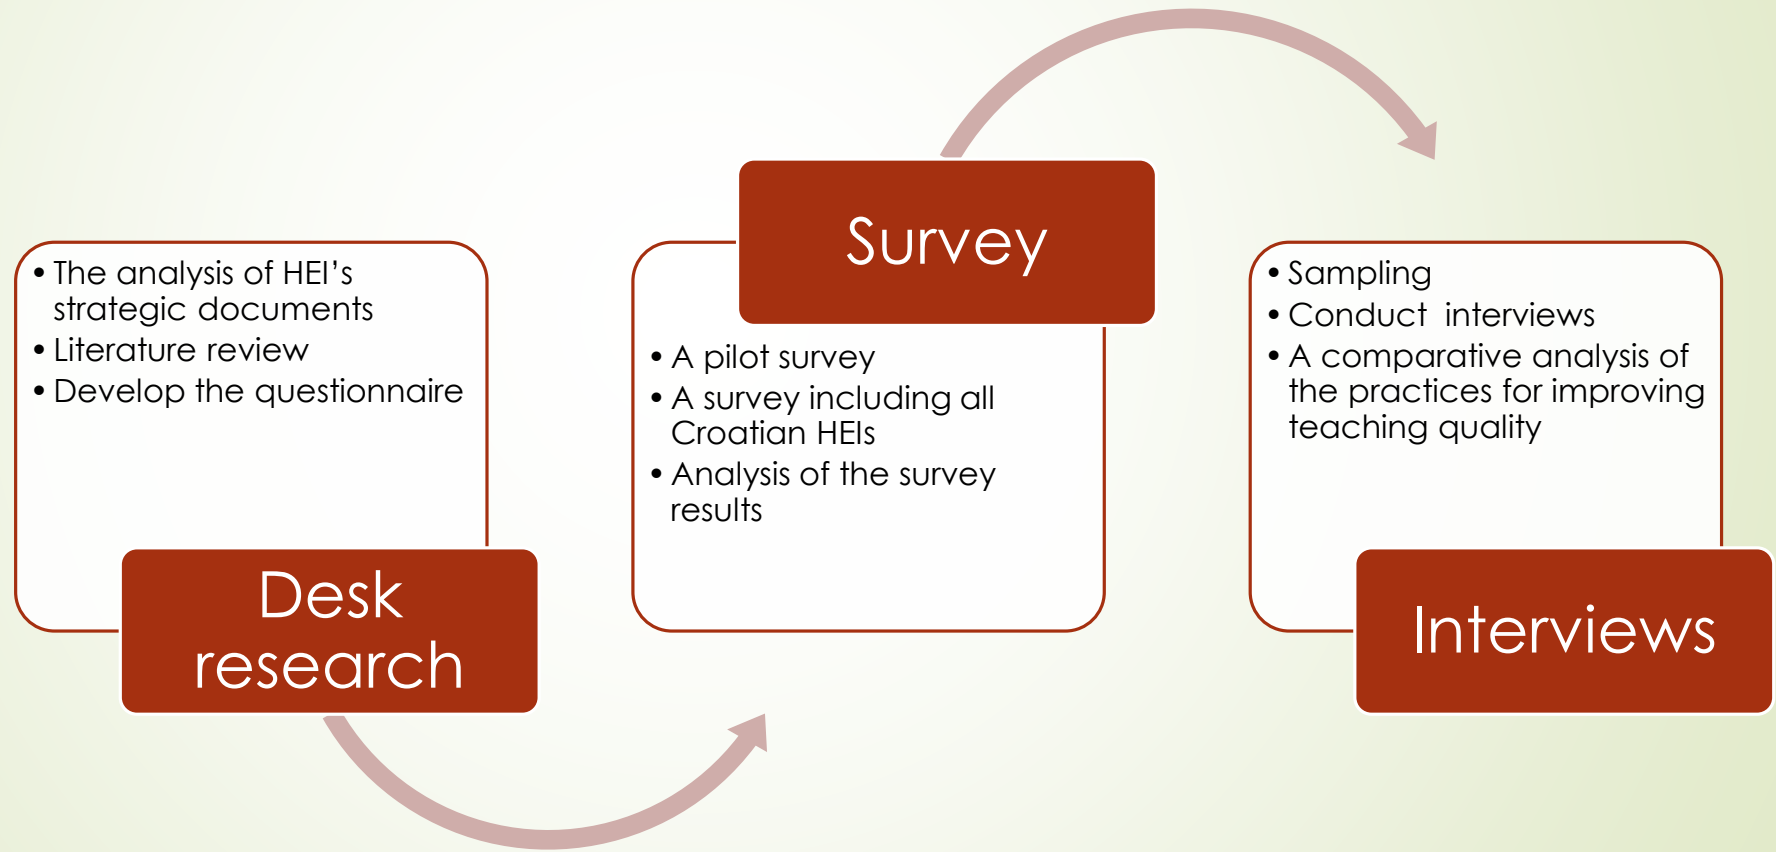 • The analysis of HEI’s
strategic documents
• Literature review
• Develop the questionnaire
Desk
research
Survey
• A pilot survey
• A survey including all
Croatian HEIs
• Analysis of the survey
results
• Sampling
• Conduct  interviews
• A comparative analysis of
the practices for improving
teaching quality
Interviews